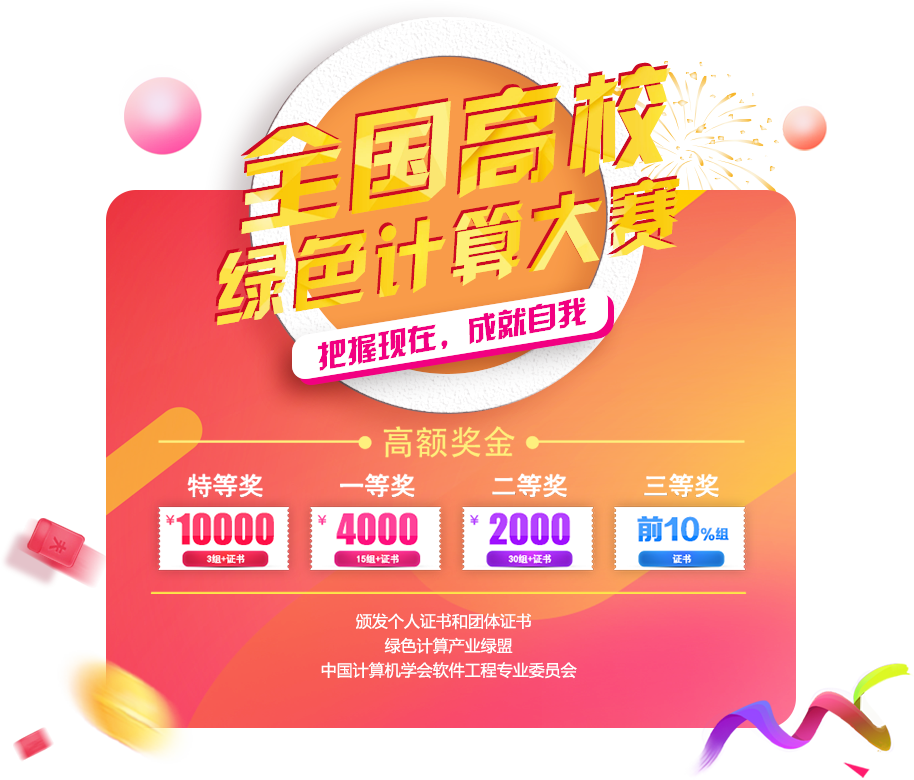 全国高校
绿色计算大赛
把握现在，成就自我
高额奖金
特等奖 一等奖 二等奖 三等奖
¥10000 ¥4000 ¥2000 前10%组
3组+证书 15组+证书 30组+证书 证书
颁发个人证书和团体证书
绿色计算产业绿盟
中国计算机学会软件工程专业委员会